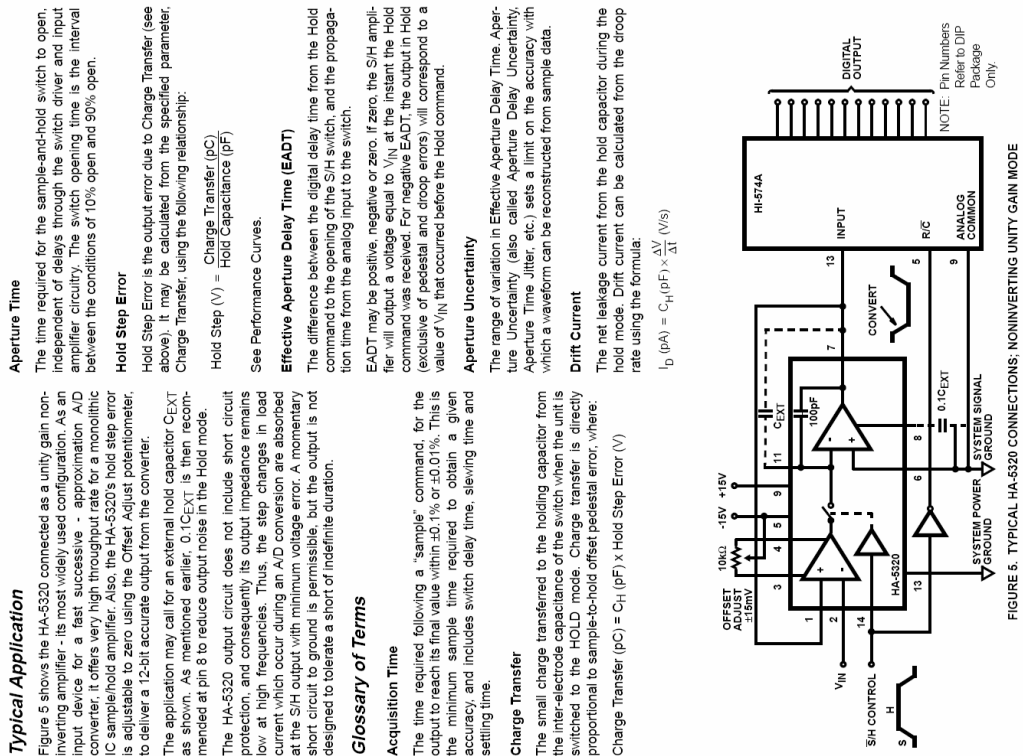 Typical Application
Figure 5 shows the HA-5320 connected as a unity gain non-
inverting amplifier - its most widely used configuration. As an
input device for a fast successive - approximation A/D
converter, it offers very high throughput rate for a monolithic
IC sample/hold amplifier. Also, the HA-5320's hold step error
is adjustable to zero using the Offset Adjust potentiometer,
to deliver a 12-bit accurate output from the converter.
The application may call for an external hold capacitor CEXT
as shown. As mentioned earlier, 0.1CEXT is then recom-
mended at pin 8 to reduce output noise in the Hold mode.
The HA-5320 output circuit does not include short circuit
protection, and consequently its output impedance remains
low at high frequencies. Thus, the step changes in load
current which occur during an A/D conversion are absorbed
at the S/H output with minimum voltage error. A momentary
short circuit to ground is permissible, but the output is not
designed to tolerate a short of indefinite duration.
Glossary of Terms
Acquisition Time
The time required following a "sample" command, for the
output to reach its final value within ±0.1% or ±0.01%. This is
the minimum sample time required to obtain a given
accuracy, and includes switch delay time, slewing time and
settling time.
Charge Transfer
The small charge transferred to the holding capacitor from
the inter-electrode capacitance of the switch when the unit is
switched to the HOLD mode. Charge transfer is directly
proportional to sample-to-hold offset pedestal error, where:
Charge Transfer (pC) = CH (pF) x Hold Step Error (V)
Aperture Time
The time required for the sample-and-hold switch to open,
independent of delays through the switch driver and input
amplifier circuitry. The switch opening time is the interval
between the conditions of 10% open and 90% open.
Hold Step Error
Hold Step Error is the output error due to Charge Transfer (see
above). It may be calculated from the specified parameter,
Charge Transfer, using the following relationship:
Hold Step (V) = Charge Transfer (pC)
Hold Capacitance (pF)
See Performance Curves.
Effective Aperture Delay Time (EADT)
The difference between the digital delay time from the Hold
command to the opening of the S/H switch, and the propaga-
tion time from the analog input to the switch.
EADT may be positive, negative or zero. If zero, the S/H ampli-
fier will output a voltage equal to VIN at the instant the Hold
command was received. For negative EADT, the output in Hold
(exclusive of pedestal and droop errors) will correspond to a
value of VIN that occurred before the Hold command.
Aperture Uncertainty
The range of variation in Effective Aperture Delay Time. Aper-
ture Uncertainty (also called Aperture Delay Uncertainty,
Aperture Time Jitter, etc.) sets a limit on the accuracy with
which a waveform can be reconstructed from sample data.
Drift Current
The net leakage current from the hold capacitor during the
hold mode. Drift current can be calculated from the droop
rate using the formula:
ID (pA) = CH (pF) × ΔV/Δt (V/s)
OFFSET
ADJUST
±15mV
10kΩ
-15V
+15V
3
4
5
9
11
CEXT
100pF
7
13
INPUT
HI-574A
DIGITAL
OUTPUT
1
2
14
VIN
S̅/H CONTROL
H
S
HA-5320
13
6
8
0.1CEXT
SYSTEM POWER
GROUND
SYSTEM SIGNAL
GROUND
CONVERT
5
R/C̅
9
ANALOG
COMMON
NOTE: Pin Numbers
Refer to DIP
Package
Only.
FIGURE 5. TYPICAL HA-5320 CONNECTIONS; NONINVERTING UNITY GAIN MODE